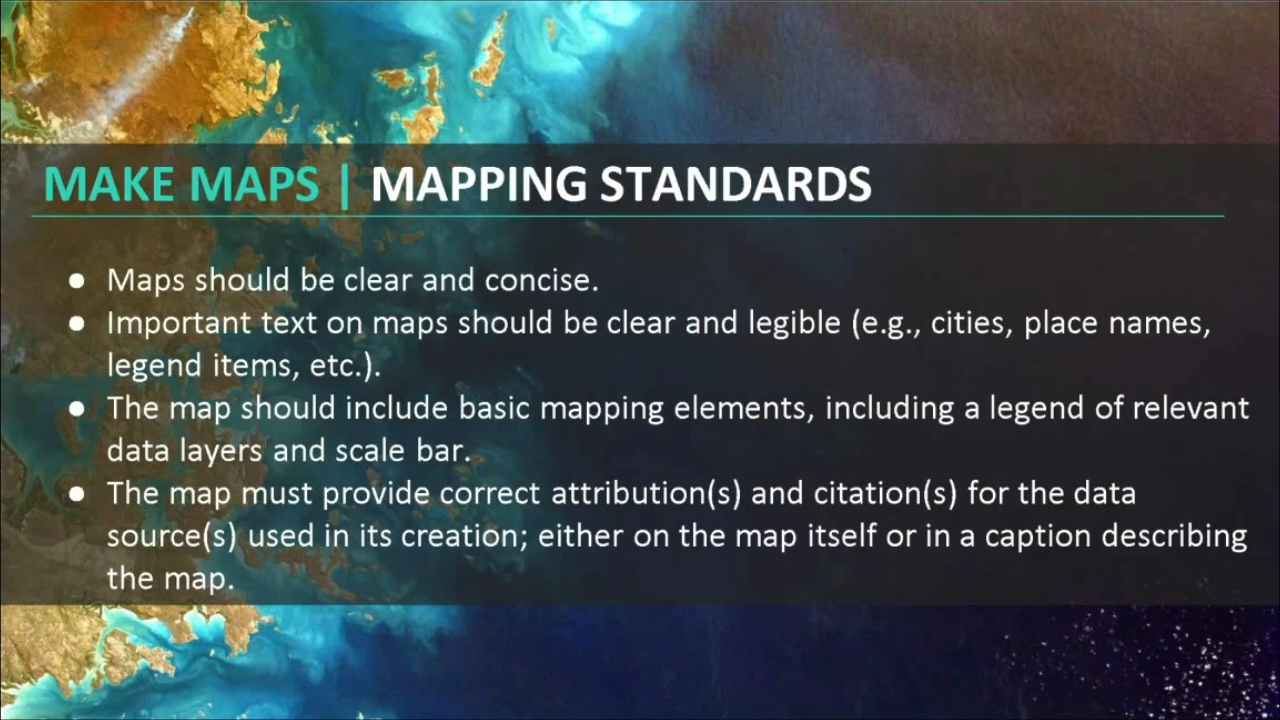 MAKE MAPS | MAPPING STANDARDS
● Maps should be clear and concise.
● Important text on maps should be clear and legible (e.g., cities, place names,
legend items, etc.).
● The map should include basic mapping elements, including a legend of relevant
data layers and scale bar.
● The map must provide correct attribution(s) and citation(s) for the data
source(s) used in its creation; either on the map itself or in a caption describing
the map.